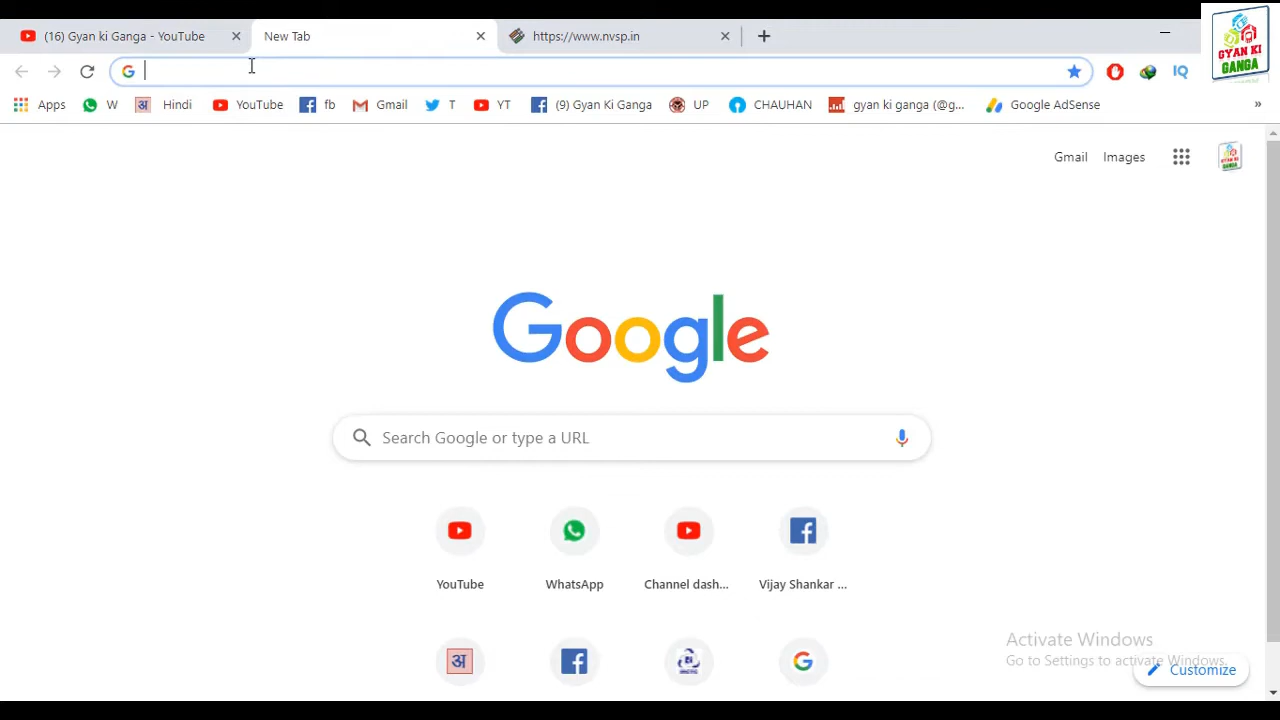 (16) Gyan ki Ganga - YouTube
New Tab
https://www.nvsp.in
GYAN KI
GANGA
IQ
Apps
W
अ Hindi
YouTube
fb
Gmail
T
YT
(9) Gyan Ki Ganga
UP
CHAUHAN
gyan ki ganga (@g...
Google AdSense
»
Gmail
Images
Google
Search Google or type a URL
YouTube
WhatsApp
Channel dash...
Vijay Shankar ...
अ
Activate Windows
Go to Settings to activate Windows.
Customize